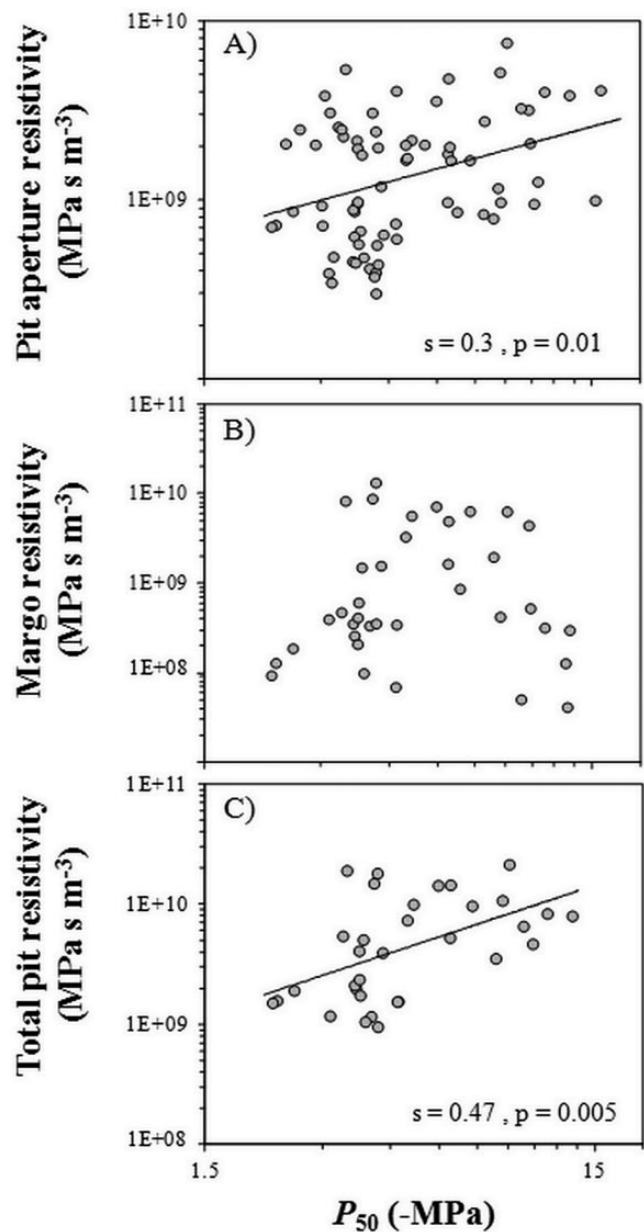 Pit aperture resistivity
(MPa s m⁻³)
1E+10
1E+09
A)
s = 0.3 , p = 0.01
Margo resistivity
(MPa s m⁻³)
1E+11
1E+10
1E+09
1E+08
B)
Total pit resistivity
(MPa s m⁻³)
1E+11
1E+10
1E+09
1E+08
C)
s = 0.47 , p = 0.005
1.5
15
P₅₀ (-MPa)